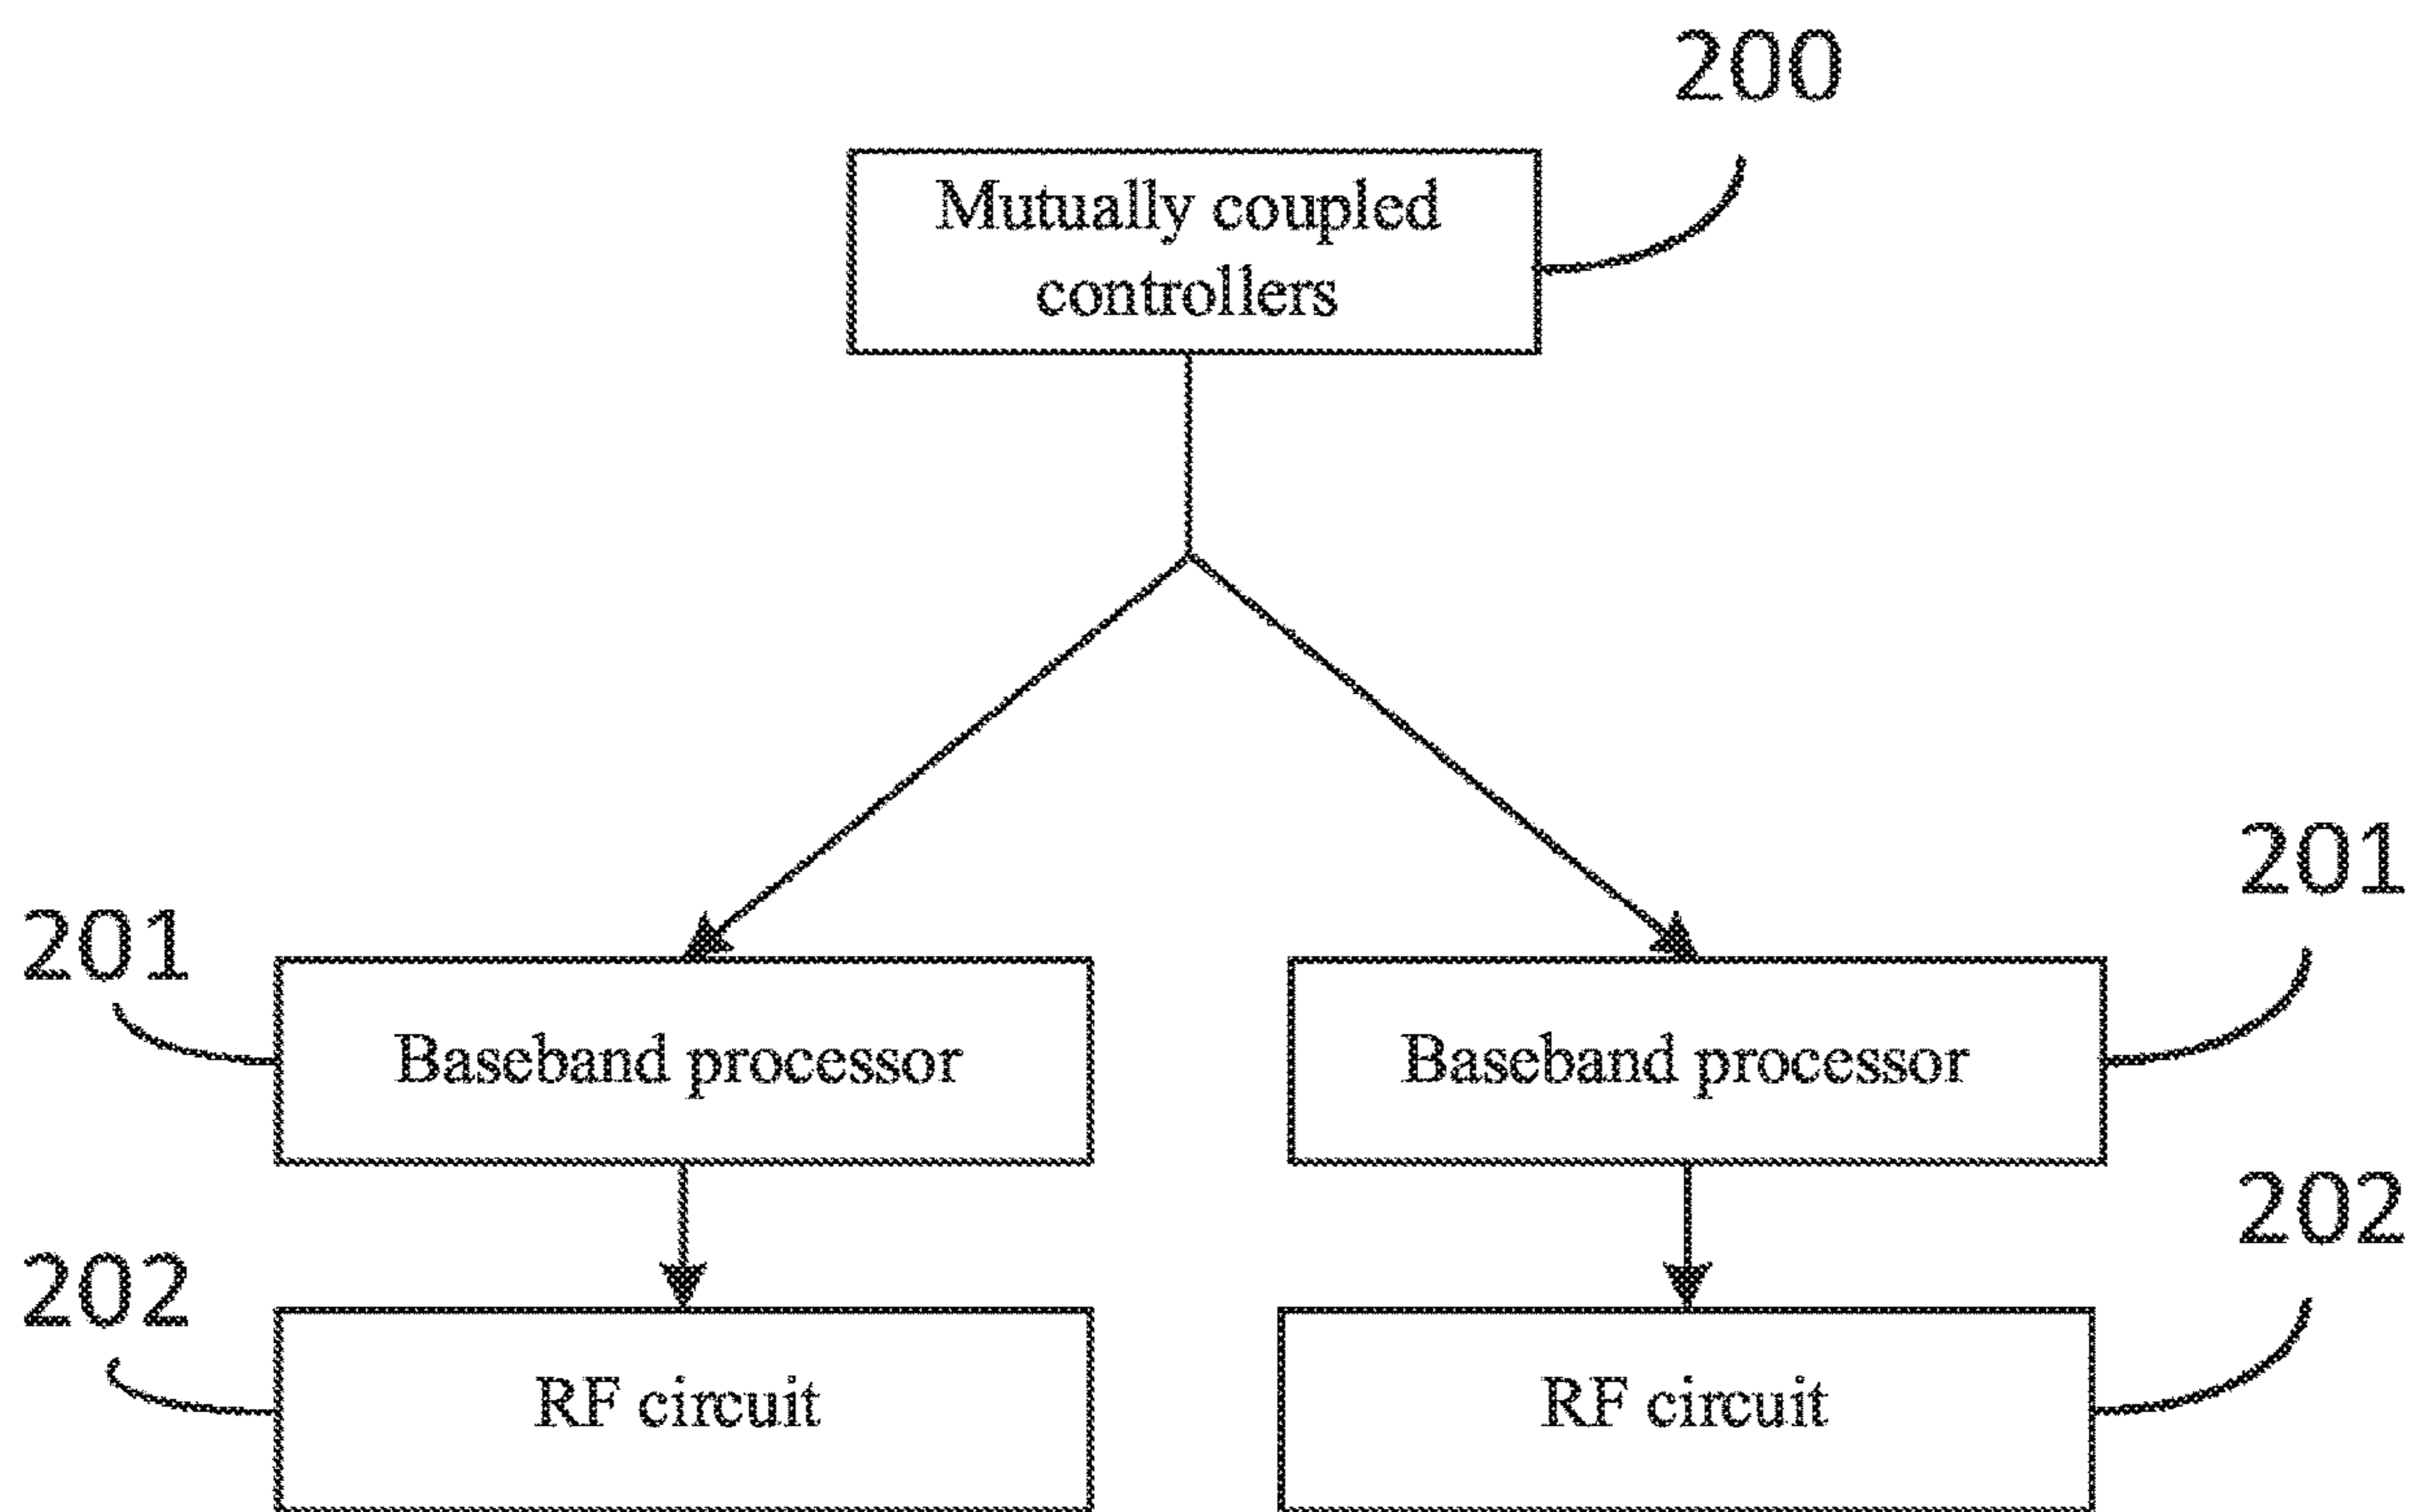 200
Mutually coupled
controllers
201
201
Baseband processor
Baseband processor
202
202
RF circuit
RF circuit